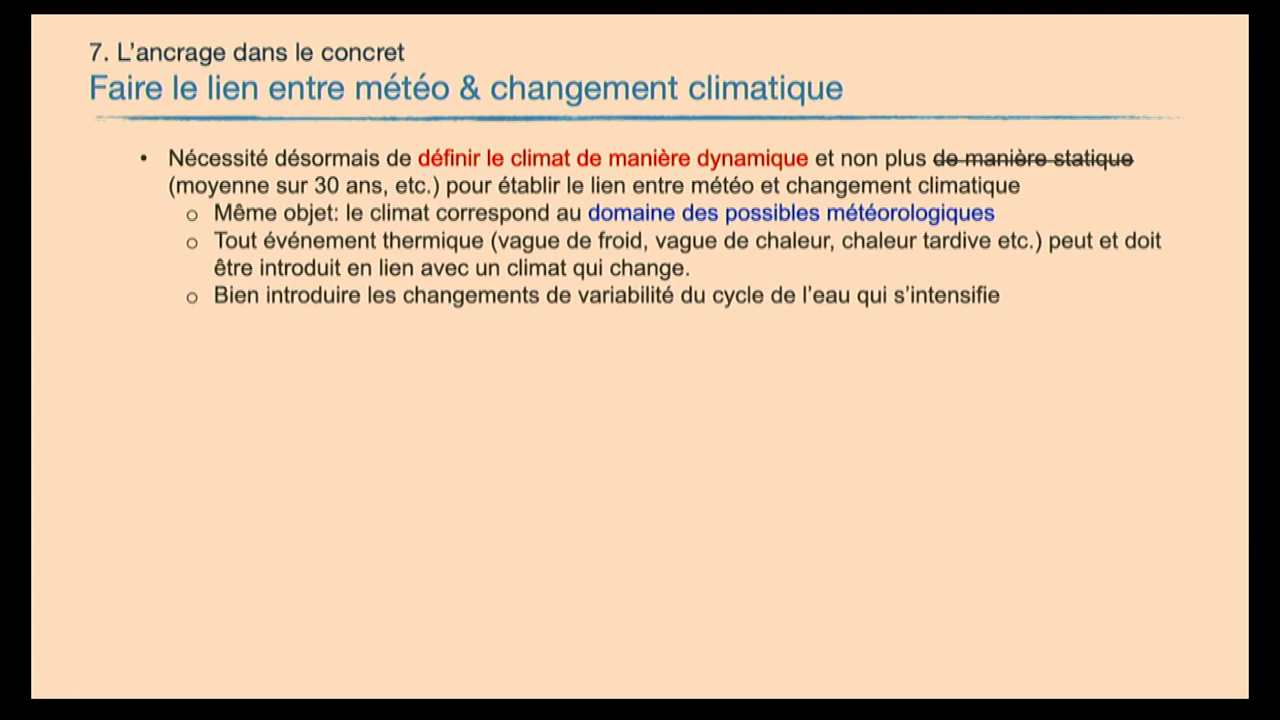 7. L’ancrage dans le concret
Faire le lien entre météo & changement climatique
• Nécessité désormais de définir le climat de manière dynamique et non plus de manière statique
(moyenne sur 30 ans, etc.) pour établir le lien entre météo et changement climatique
o Même objet: le climat correspond au domaine des possibles météorologiques
o Tout événement thermique (vague de froid, vague de chaleur, chaleur tardive etc.) peut et doit
être introduit en lien avec un climat qui change.
o Bien introduire les changements de variabilité du cycle de l’eau qui s’intensifie